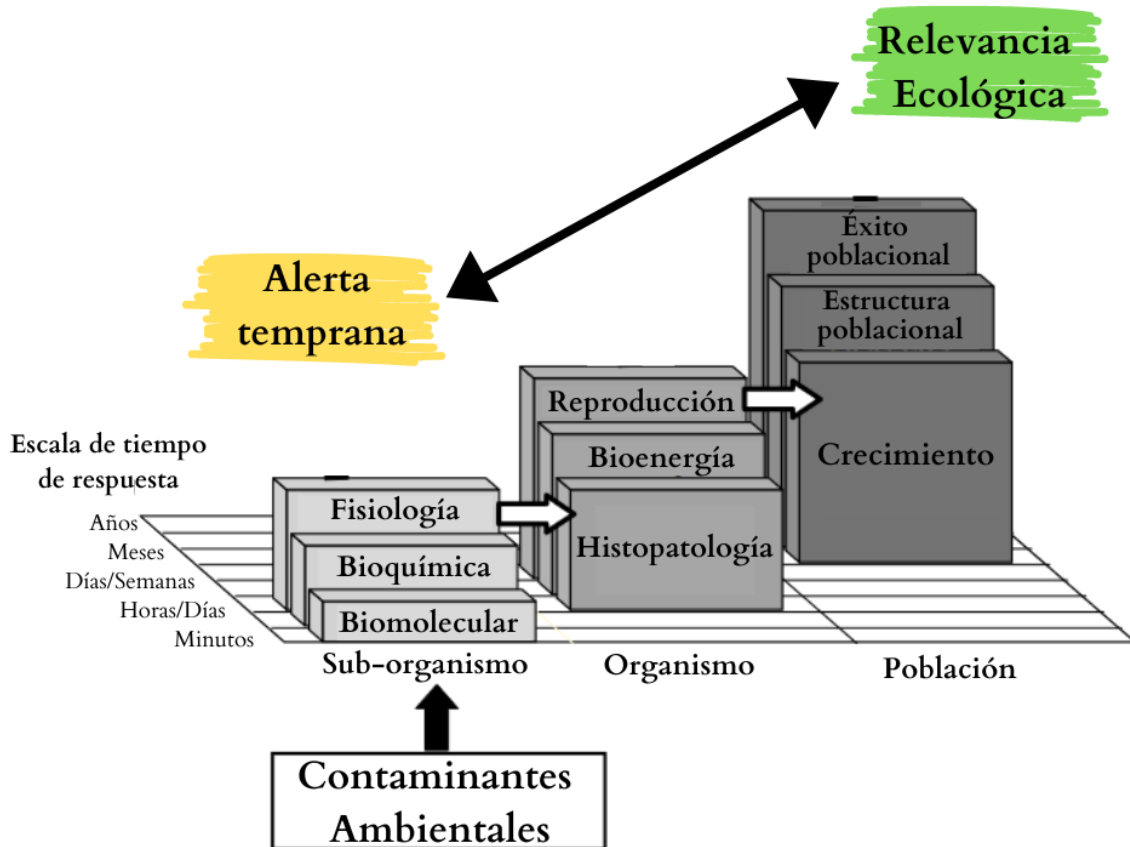 Relevancia
Ecológica
Alerta
temprana
Éxito
poblacional
Estructura
poblacional
Crecimiento
Reproducción
Bioenergía
Histopatología
Fisiología
Bioquímica
Biomolecular
Escala de tiempo
de respuesta
Años
Meses
Días/Semanas
Horas/Días
Minutos
Sub-organismo
Organismo
Población
Contaminantes
Ambientales